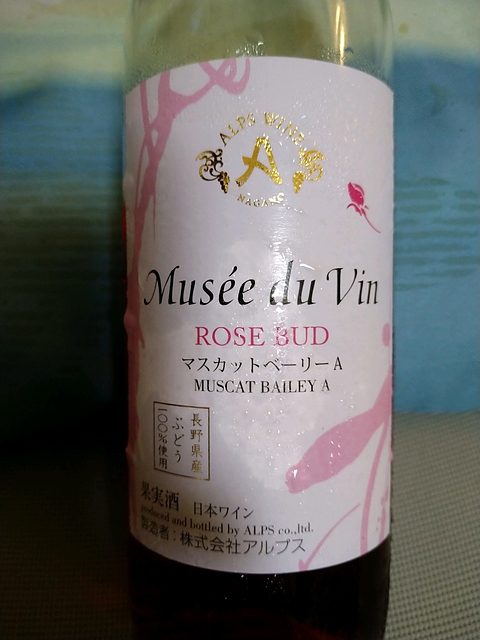 ALPS WINE
A
NAGANO
Musée du Vin
ROSE BUD
マスカットベーリーA
MUSCAT BAILEY A
長野県産
ぶどう
100%使用
果実酒 日本ワイン
produced and bottled by ALPS co.,ltd.
製造者:株式会社アルプス